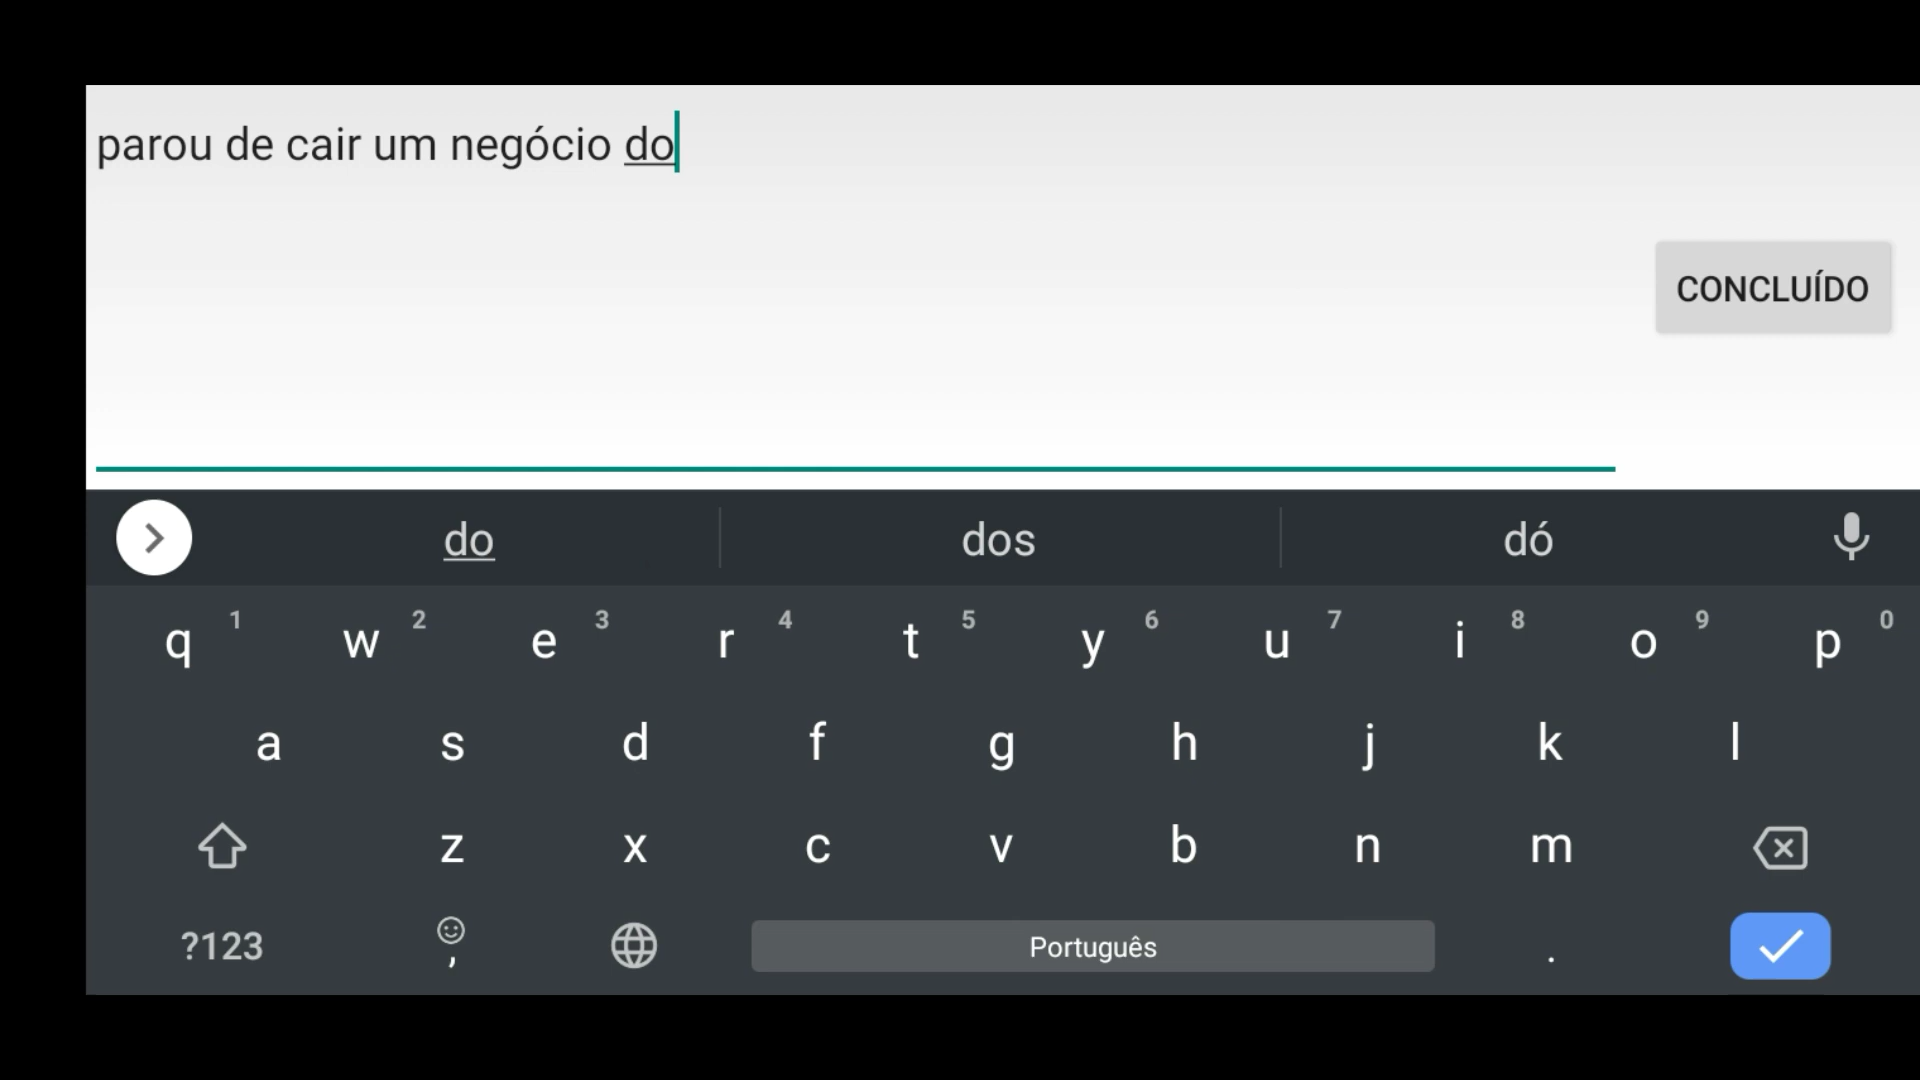 parou de cair um negócio do
CONCLUÍDO
do dos dó
q 1 w 2 e 3 r 4 t 5 y 6 u 7 i 8 o 9 p 0
a s d f g h j k l
z x c v b n m
?123 , Português .